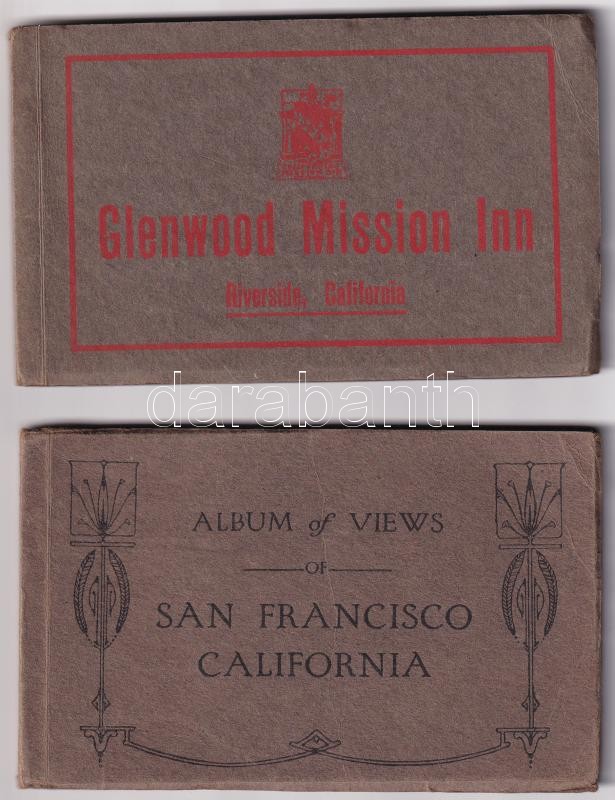 Glenwood Mission Inn
Riverside, California
darabanth
ALBUM of VIEWS
OF
SAN FRANCISCO
CALIFORNIA